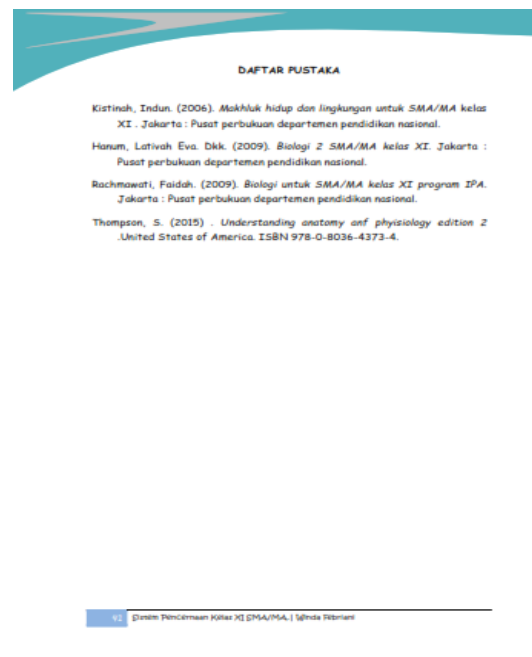 DAFTAR PUSTAKA
Kistinah, Indun. (2006). Makhluk hidup dan lingkungan untuk SMA/MA kelas
XI . Jakarta : Pusat perbukuan departemen pendidikan nasional.
Hanum, Lativah Eva. Dkk. (2009). Biologi 2 SMA/MA kelas XI. Jakarta :
Pusat perbukuan departemen pendidikan nasional.
Rachmawati, Faidah. (2009). Biologi untuk SMA/MA kelas XI program IPA.
Jakarta : Pusat perbukuan departemen pendidikan nasional.
Thompson, S. (2015) . Understanding anatomy anf phyisiology edition 2
.United States of America. ISBN 978-0-8036-4373-4.
42 Sistem Pencernaan Kelas XI SMA/MA. | Winda Febriani